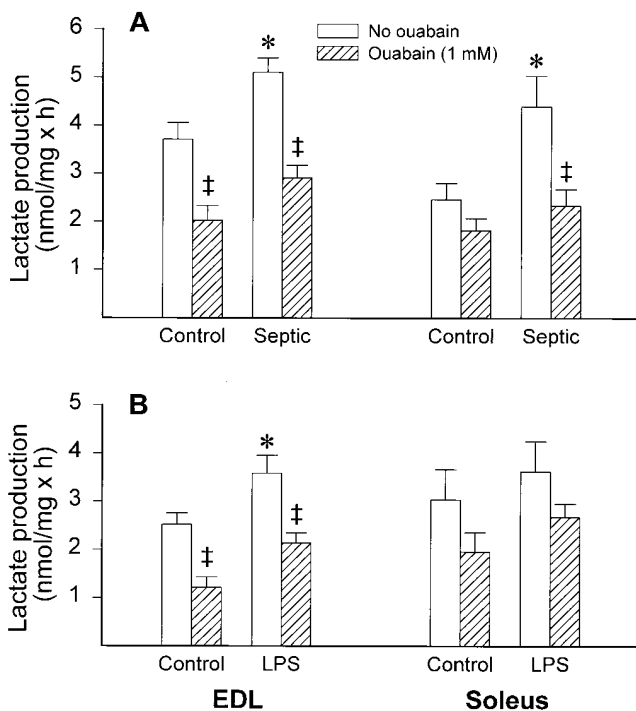 A
No ouabain
Ouabain (1 mM)
Lactate production
(nmol/mg x h)
6
5
4
3
2
1
*
‡
‡
*
‡
Control
Septic
Control
Septic
B
Lactate production
(nmol/mg x h)
5
4
3
2
1
*
‡
‡
Control
LPS
Control
LPS
EDL
Soleus